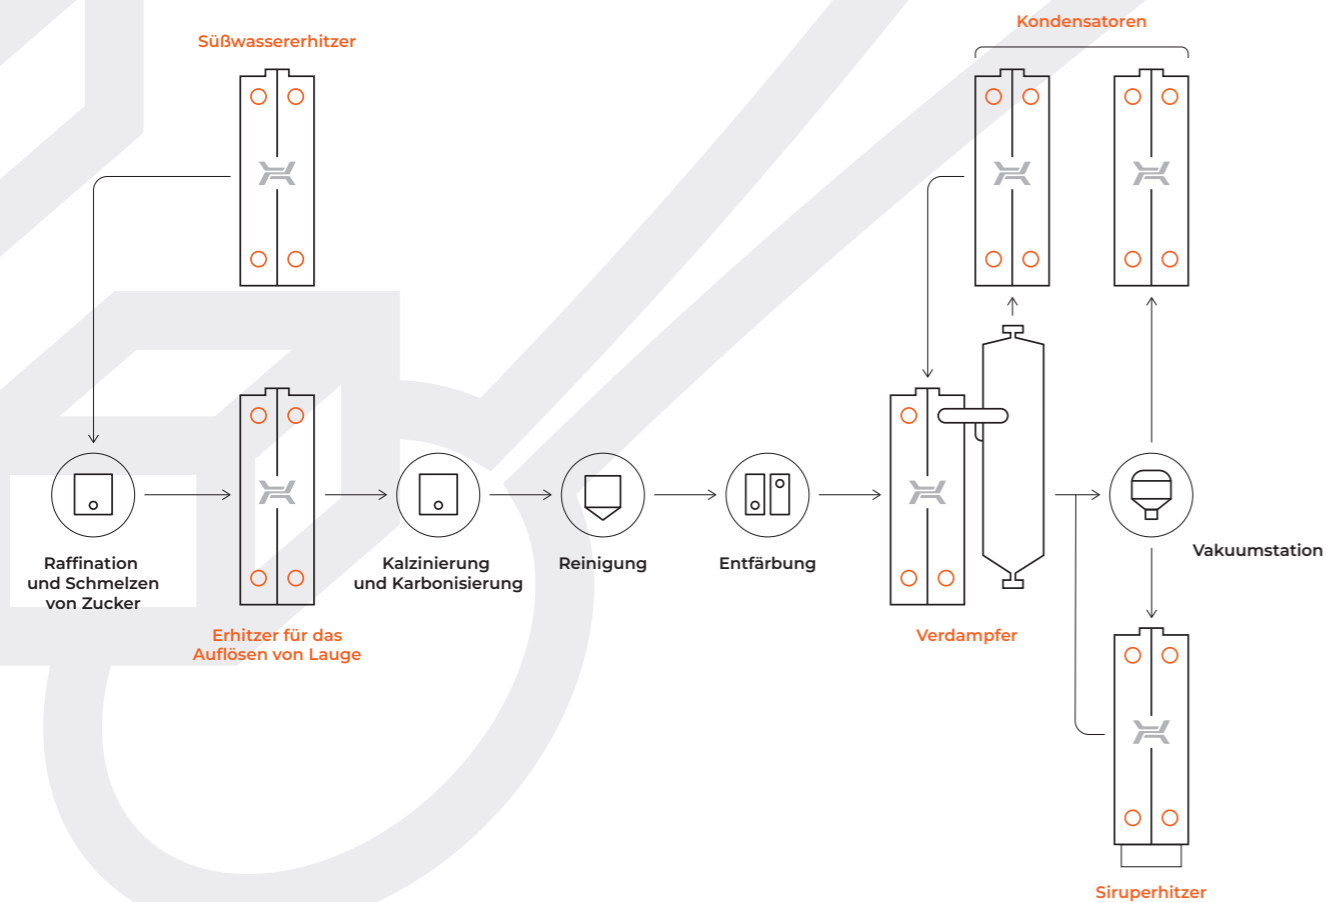 Kondensatoren
Süßwassererhitzer
Raffination
und Schmelzen
von Zucker
Erhitzer für das
Auflösen von Lauge
Kalzinierung
und Karbonisierung
Reinigung
Entfärbung
Verdampfer
Vakuumstation
Siruperhitzer